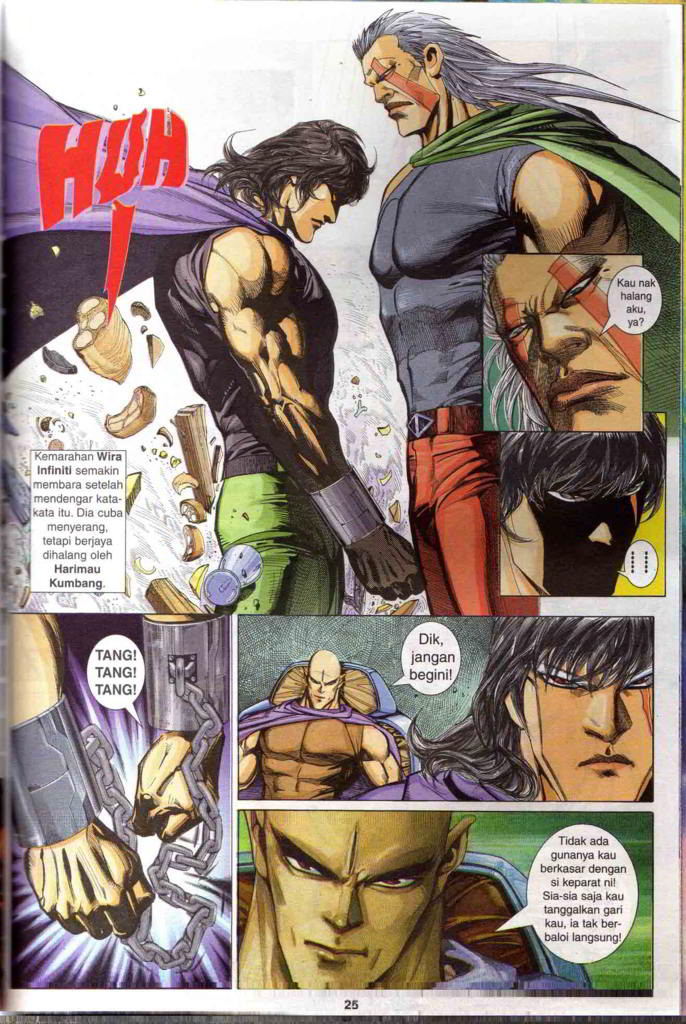 HUH
!
Kau nak
halang
aku,
ya?
Kemarahan Wira
Infiniti semakin
membara setelah
mendengar kata-
kata itu. Dia cuba
menyerang,
tetapi berjaya
dihalang oleh
Harimau
Kumbang.
!!
TANG!
TANG!
TANG!
Dik,
jangan
begini!
Tidak ada
gunanya kau
berkasar dengan
si keparat ni!
Sia-sia saja kau
tanggalkan gari
kau, ia tak ber-
baloi langsung!
25